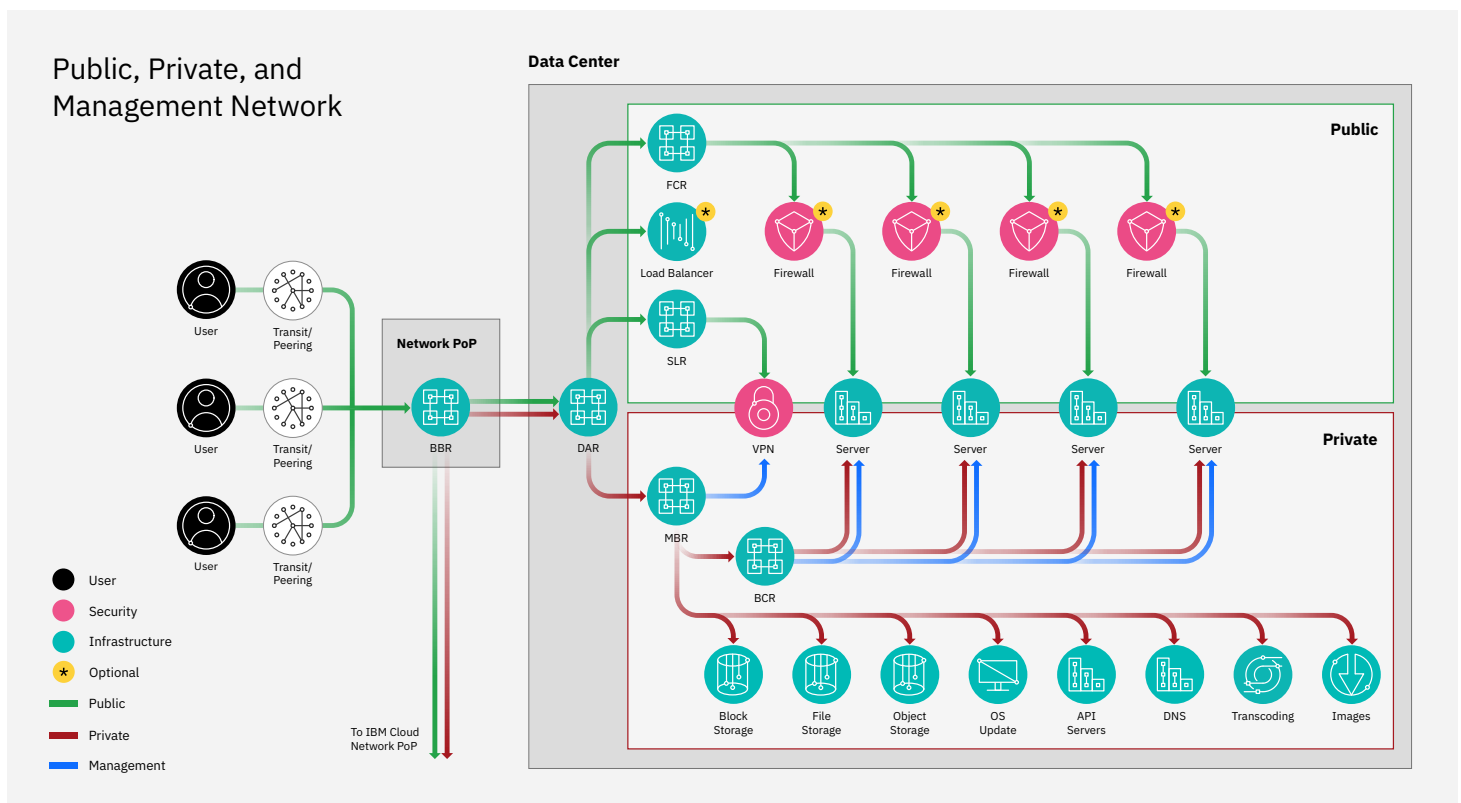 Public, Private, and
Management Network
Data Center
Public
FCR
*
Load Balancer
*
Firewall
*
Firewall
*
Firewall
*
Firewall
SLR
User
Transit/
Peering
Network PoP
User
Transit/
Peering
BBR
DAR
VPN
Server
Server
Server
Server
Private
User
Transit/
Peering
MBR
BCR
Block
Storage
File
Storage
Object
Storage
OS
Update
API
Servers
DNS
Transcoding
Images
To IBM Cloud
Network PoP
User
Security
Infrastructure
* Optional
Public
Private
Management